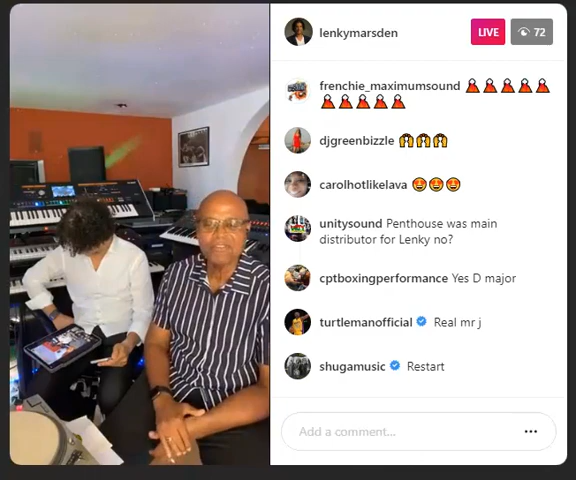 lenkymarsden
LIVE
72
frenchie_maximumsound
djgreenbizzle
carolhotlikelava
unitysound Penthouse was main
distributor for Lenky no?
cptboxingperformance Yes D major
turtlemanofficial Real mr j
shugamusic Restart
Add a comment...